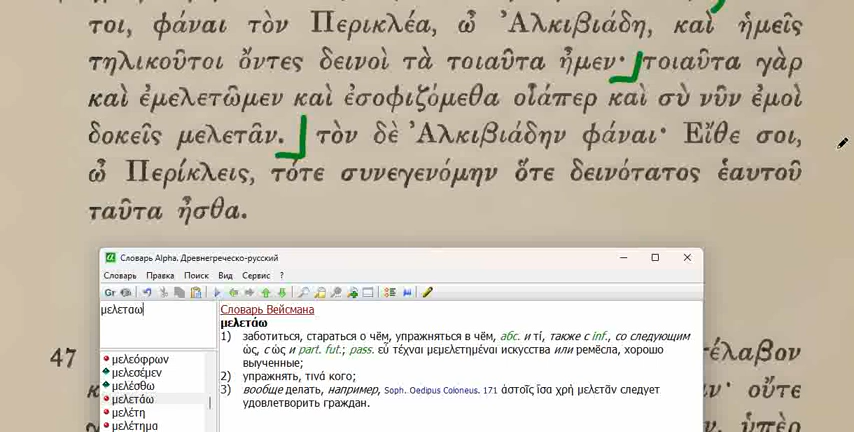 τοι, φάναι τὸν Περικλέα, ὦ Ἀλκιβιάδη, καὶ ἡμεῖς
τηλικοῦτοι ὄντες δεινοὶ τὰ τοιαῦτα ἦμεν· τοιαῦτα γὰρ
καὶ ἐμελετῶμεν καὶ ἐσοφιζόμεθα οἷάπερ καὶ σὺ νῦν ἐμοὶ
δοκεῖς μελετᾶν. τὸν δὲ Ἀλκιβιάδην φάναι· Εἴθε σοι,
ὦ Περίκλεις, τότε συνεγενόμην ὅτε δεινότατος ἑαυτοῦ
ταῦτα ἦσθα.
Словарь Alpha. Древнегреческо-русский
Словарь Правка Поиск Вид Сервис ?
Gr
μελεταω
Словарь Вейсмана
μελετάω
1) заботиться, стараться о чём, упражняться в чём, абс. и τί, также с inf., со следующим
ὡς, с ὡς и part. fut.; pass. εὖ τέχναι μεμελετημέναι искусства или ремёсла, хорошо
выученные;
2) упражнять, τινά кого;
3) вообще делать, например, Soph. Oedipus Coloneus. 171 ἀστοῖς ἴσα χρὴ μελετᾶν следует
удовлетворить граждан.
μελεόφρων
μελεσέμεν
μελέσθω
μελετάω
μελέτη
μελέτημα
47
έλαβον
ν· οὔτε
ὑπὲρ